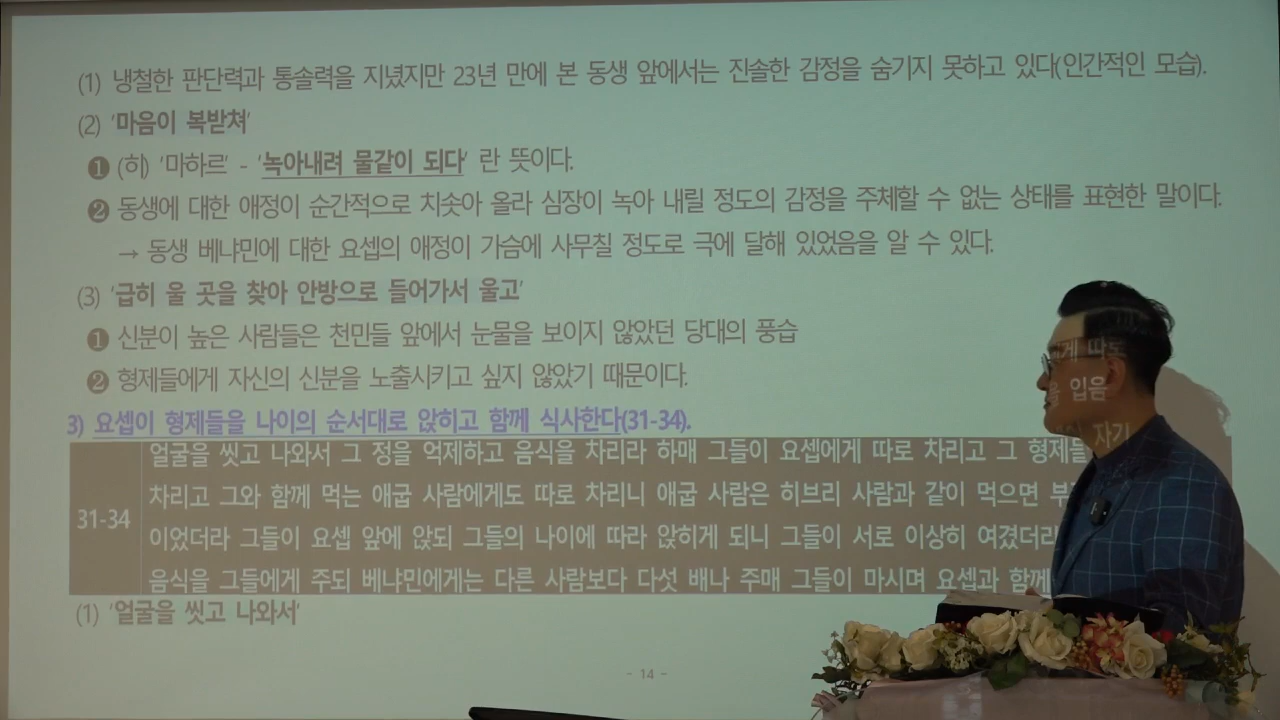 (1) 냉철한 판단력과 통솔력을 지녔지만 23년 만에 본 동생 앞에서는 진솔한 감정을 숨기지 못하고 있다(인간적인 모습).
(2) '마음이 복받쳐'
❶ (히) '마하르' - '녹아내려 물같이 되다' 란 뜻이다.
❷ 동생에 대한 애정이 순간적으로 치솟아 올라 심장이 녹아 내릴 정도의 감정을 주체할 수 없는 상태를 표현한 말이다.
→ 동생 베냐민에 대한 요셉의 애정이 가슴에 사무칠 정도로 극에 달해 있었음을 알 수 있다.
(3) '급히 울 곳을 찾아 안방으로 들어가서 울고'
❶ 신분이 높은 사람들은 천민들 앞에서 눈물을 보이지 않았던 당대의 풍습
❷ 형제들에게 자신의 신분을 노출시키고 싶지 않았기 때문이다.
3) 요셉이 형제들을 나이의 순서대로 앉히고 함께 식사한다(31-34).
얼굴을 씻고 나와서 그 정을 억제하고 음식을 차리라 하매 그들이 요셉에게 따로 차리고 그 형제들에게 따로
차리고 그와 함께 먹는 애굽 사람에게도 따로 차리니 애굽 사람은 히브리 사람과 같이 먹으면 부정을 입음
31-34
이었더라 그들이 요셉 앞에 앉되 그들의 나이에 따라 앉히게 되니 그들이 서로 이상히 여겼더라 자기
음식을 그들에게 주되 베냐민에게는 다른 사람보다 다섯 배나 주매 그들이 마시며 요셉과 함께
(1) '얼굴을 씻고 나와서'
- 14 -